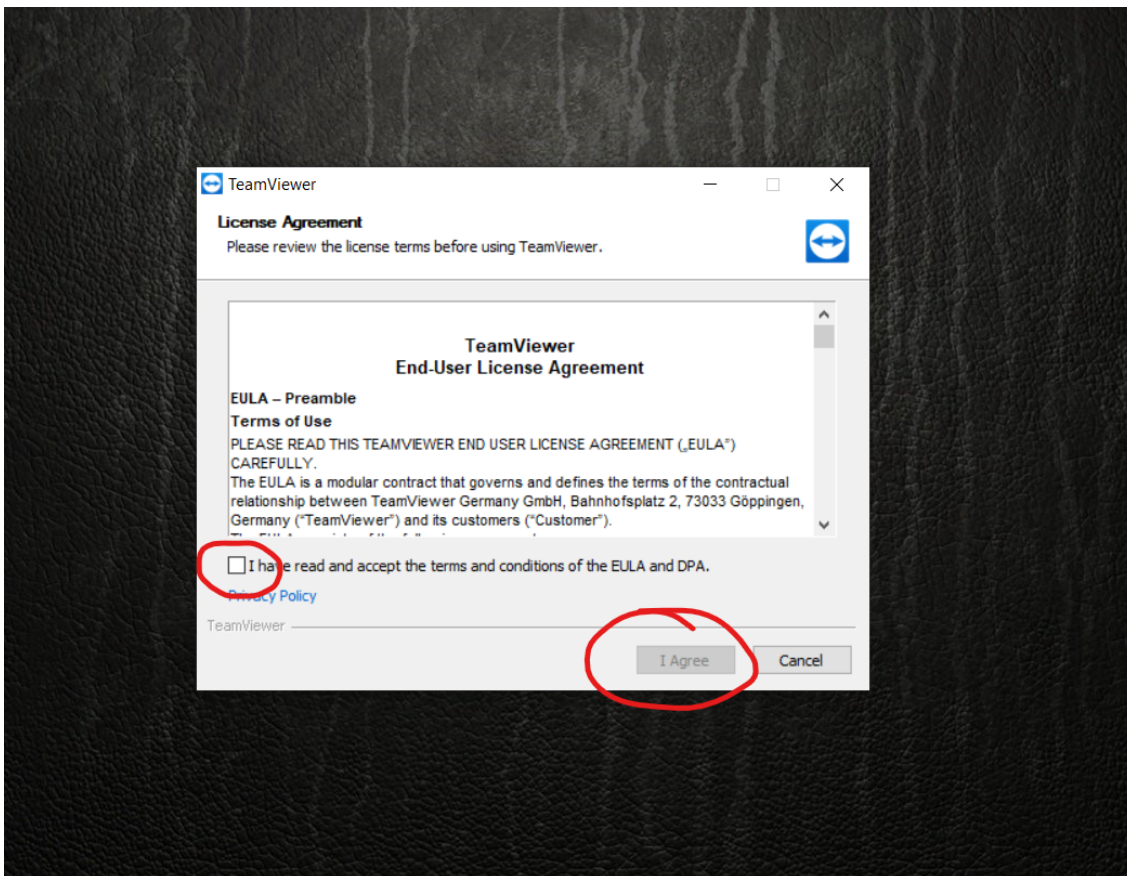 TeamViewer
License Agreement
Please review the license terms before using TeamViewer.
TeamViewer
End-User License Agreement
EULA – Preamble
Terms of Use
PLEASE READ THIS TEAMVIEWER END USER LICENSE AGREEMENT („EULA”)
CAREFULLY.
The EULA is a modular contract that governs and defines the terms of the contractual
relationship between TeamViewer Germany GmbH, Bahnhofsplatz 2, 73033 Göppingen,
Germany (“TeamViewer”) and its customers (“Customer”).
I have read and accept the terms and conditions of the EULA and DPA.
Privacy Policy
TeamViewer
I Agree
Cancel